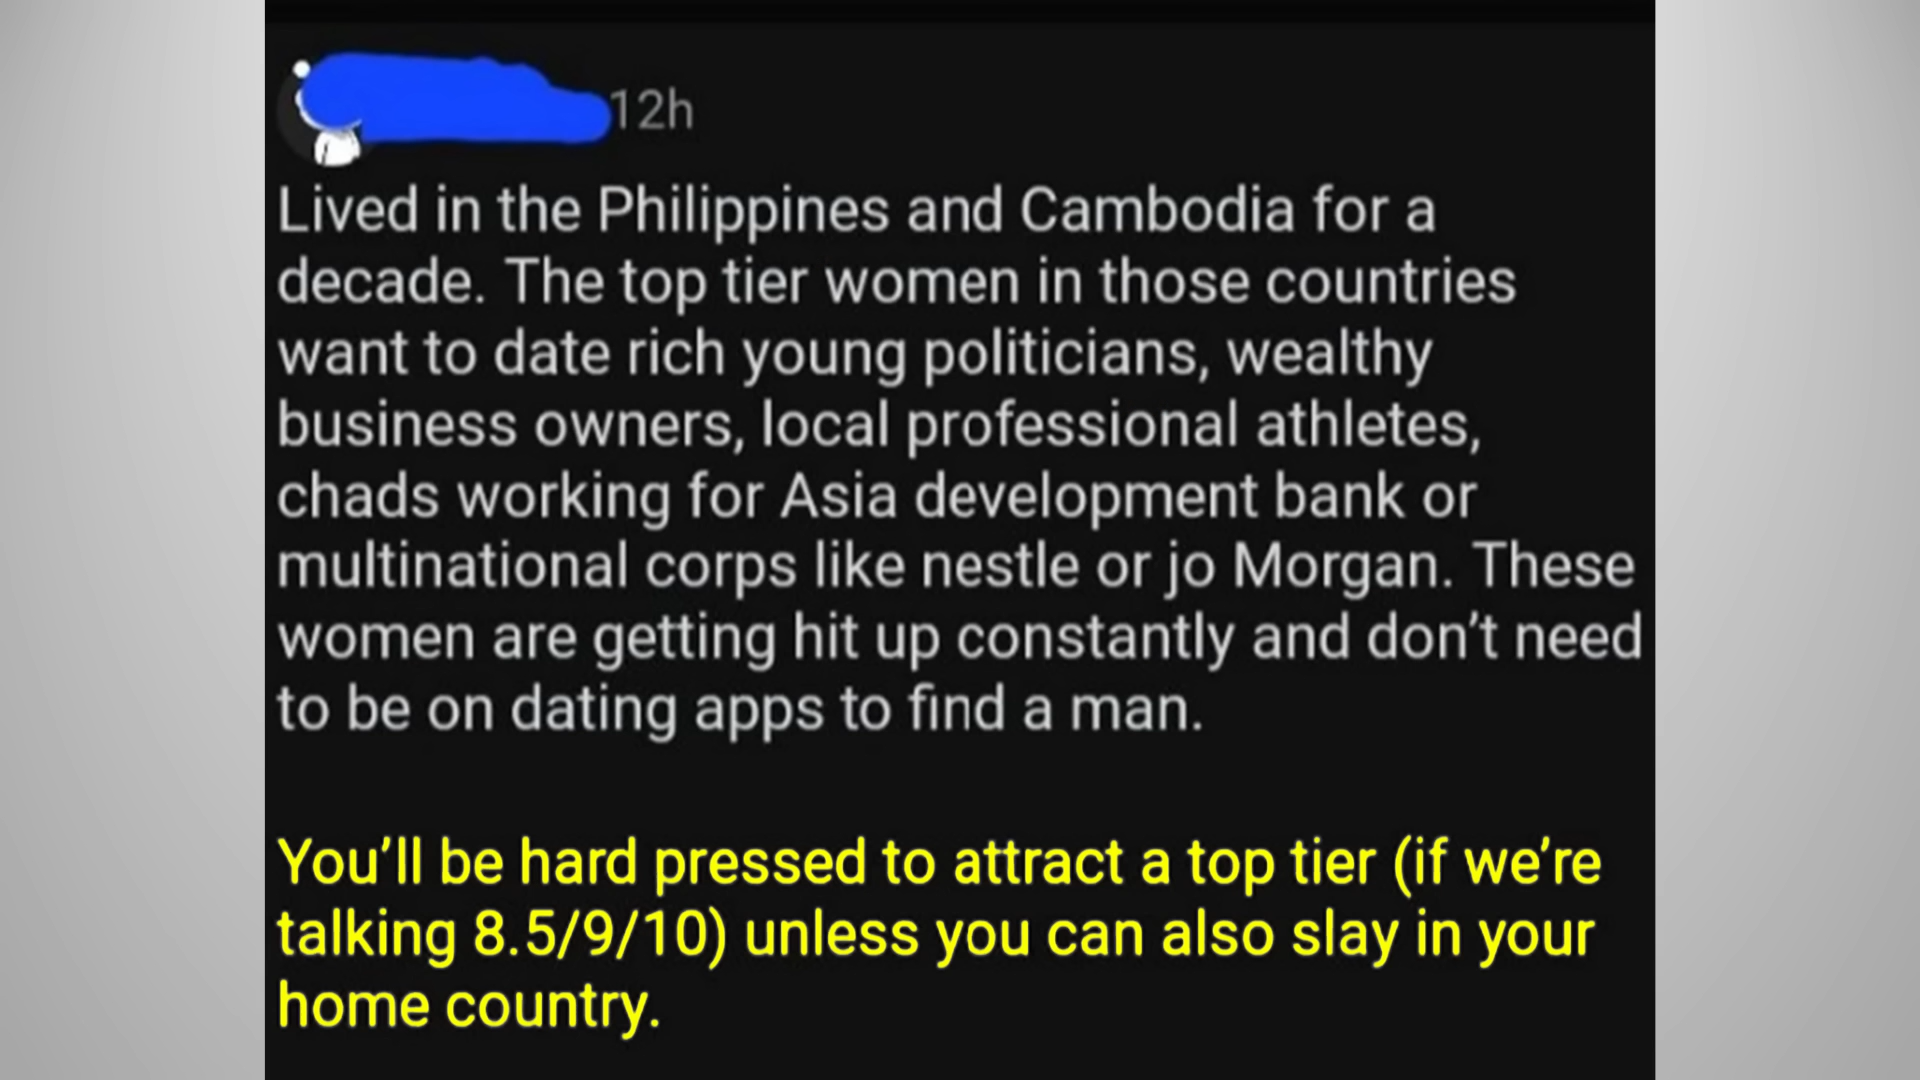 12h
Lived in the Philippines and Cambodia for a
decade. The top tier women in those countries
want to date rich young politicians, wealthy
business owners, local professional athletes,
chads working for Asia development bank or
multinational corps like nestle or jo Morgan. These
women are getting hit up constantly and don’t need
to be on dating apps to find a man.
You’ll be hard pressed to attract a top tier (if we’re
talking 8.5/9/10) unless you can also slay in your
home country.